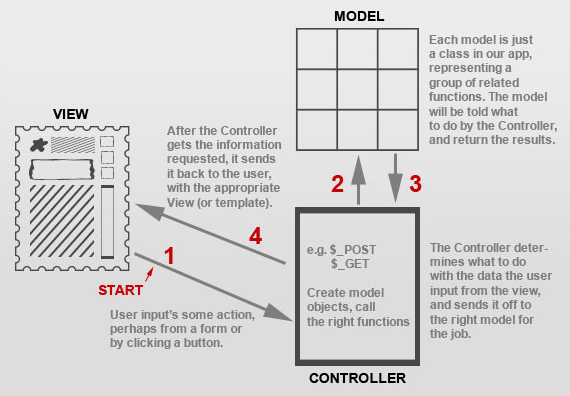 MODEL
Each model is just
a class in our app,
representing a
group of related
functions. The model
will be told what
to do by the Controller,
and return the results.
VIEW
After the Controller
gets the information
requested, it sends
it back to the user,
with the appropriate
View (or template).
2
3
4
1
START
User input's some action,
perhaps from a form or
by clicking a button.
e.g. $_POST
$_GET
Create model
objects, call
the right functions
The Controller deter-
mines what to do
with the data the user
input from the view,
and sends it off to
the right model for
the job.
CONTROLLER